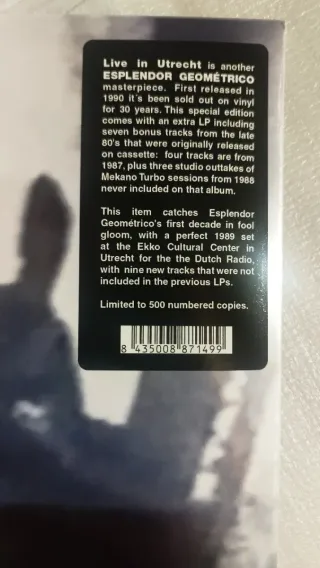 Live in Utrecht is another
ESPLENDOR GEOMÉTRICO
masterpiece. First released in
1990 it´s been sold out on vinyl
for 30 years. This special edition
comes with an extra LP including
seven bonus tracks from the late
80's that were originally released
on cassette: four tracks are from
1987, plus three studio outtakes of
Mekano Turbo sessions from 1988
never included on that album.
This item catches Esplendor
Geométrico's first decade in fool
gloom, with a perfect 1989 set
at the Ekko Cultural Center in
Utrecht for the the Dutch Radio,
with nine new tracks that were not
included in the previous LPs.
Limited to 500 numbered copies.
8 435008 871499